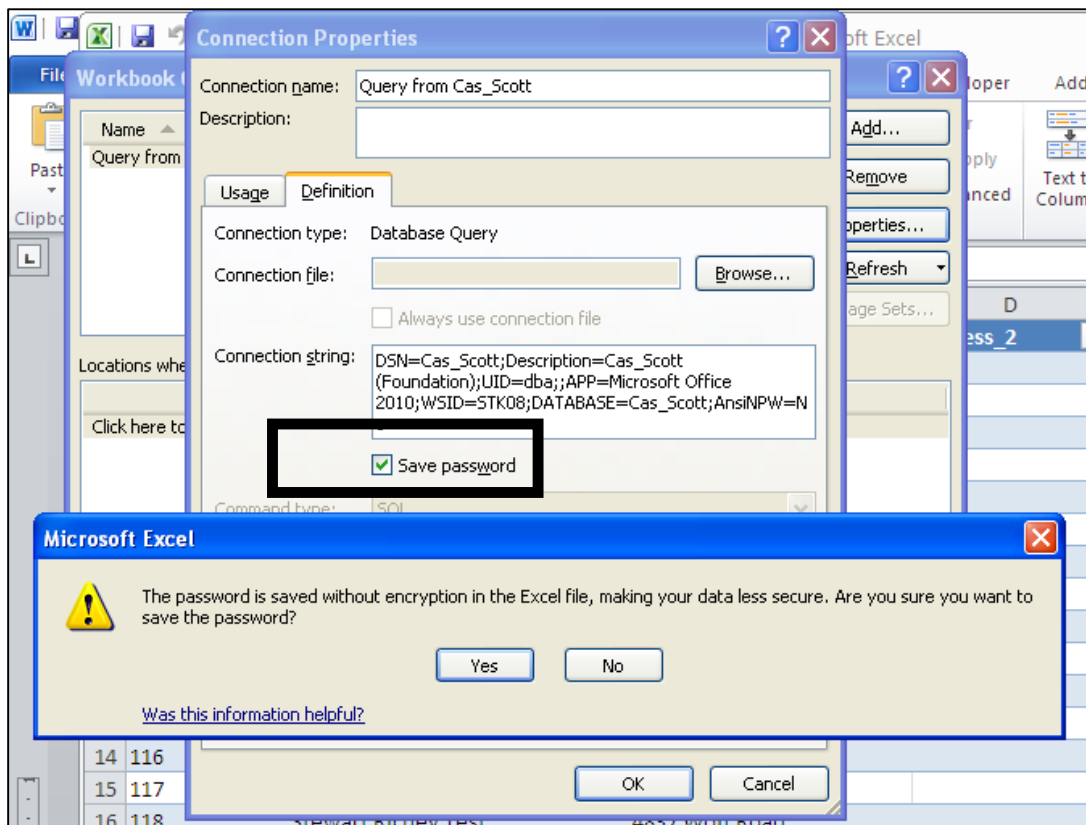 Connection Properties
oft Excel
File
Workbook
loper
Add
Connection name:
Query from Cas_Scott
Description:
Name
Add...
Query from
Past
Remove
pply
Text t
Usage
Definition
anced
Colum
Clipbo
operties...
Connection type:
Database Query
Connection file:
Browse...
Refresh
Always use connection file
age Sets...
D
Connection string:
DSN=Cas_Scott;Description=Cas_Scott
(Foundation);UID=dba;;APP=Microsoft Office
2010;WSID=STK08;DATABASE=Cas_Scott;AnsiNPW=N
ess_2
Locations whe
Click here to
Save password
Command type:
SQL
Microsoft Excel
The password is saved without encryption in the Excel file, making your data less secure. Are you sure you want to
save the password?
Yes
No
Was this information helpful?
14 116
15 117
OK
Cancel
16 118